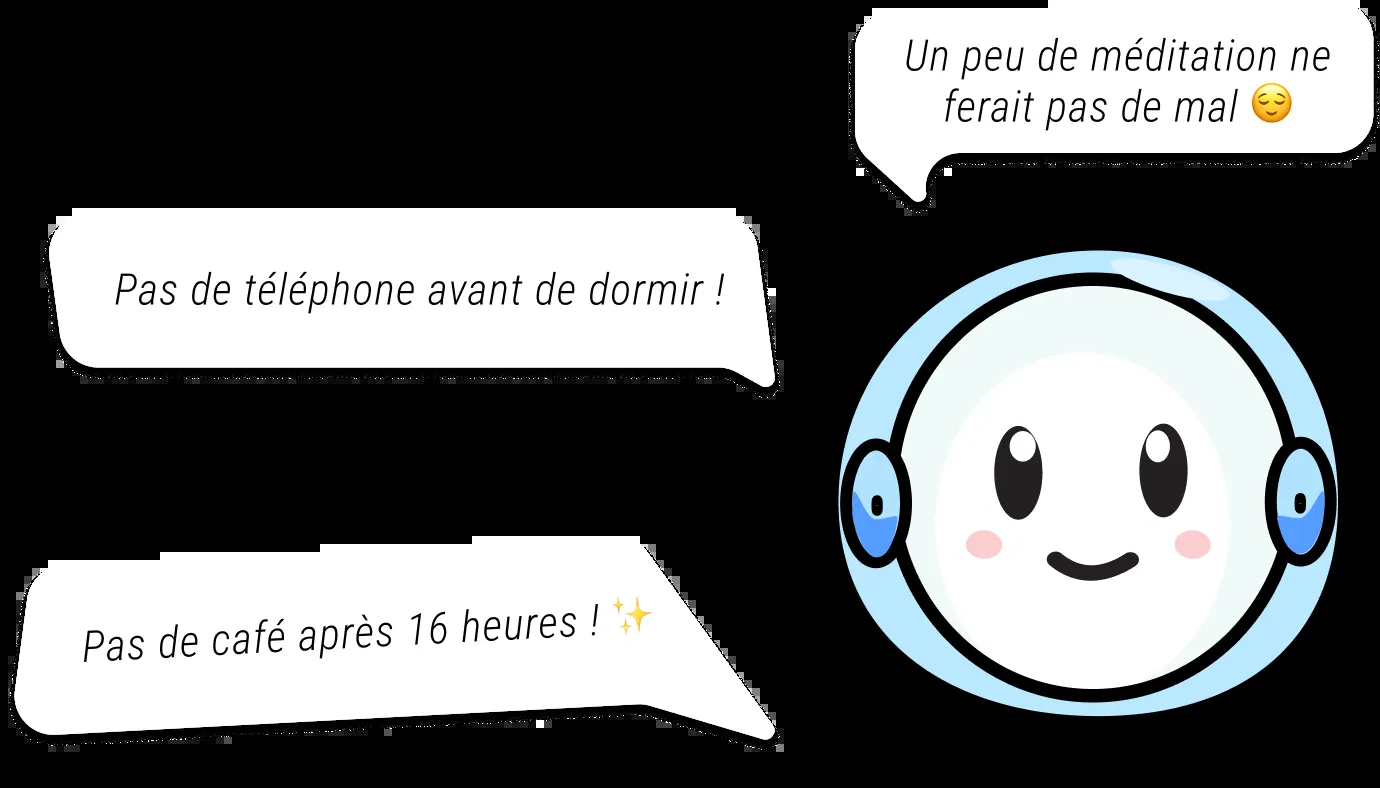 Un peu de méditation ne
ferait pas de mal 😌
Pas de téléphone avant de dormir !
Pas de café après 16 heures ! ✨